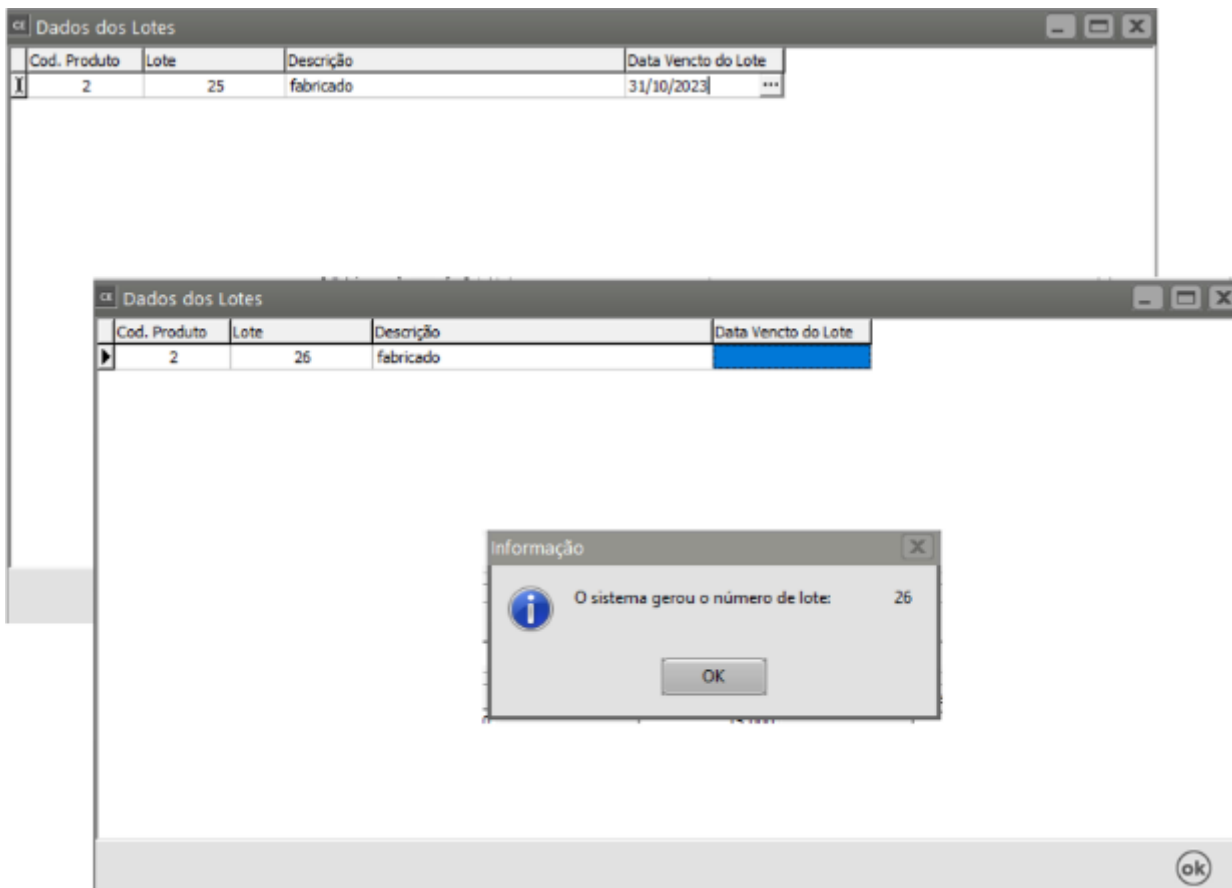 CE Dados dos Lotes
Cod. Produto Lote Descrição Data Vencto do Lote
2 25 fabricado 31/10/2023 ...
CE Dados dos Lotes
Cod. Produto Lote Descrição Data Vencto do Lote
2 26 fabricado
Informação
O sistema gerou o número de lote: 26
OK
ok